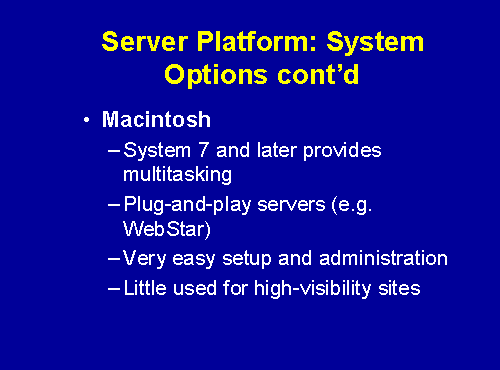 Server Platform: System
Options cont’d
• Macintosh
–System 7 and later provides
multitasking
–Plug-and-play servers (e.g.
WebStar)
–Very easy setup and administration
–Little used for high-visibility sites